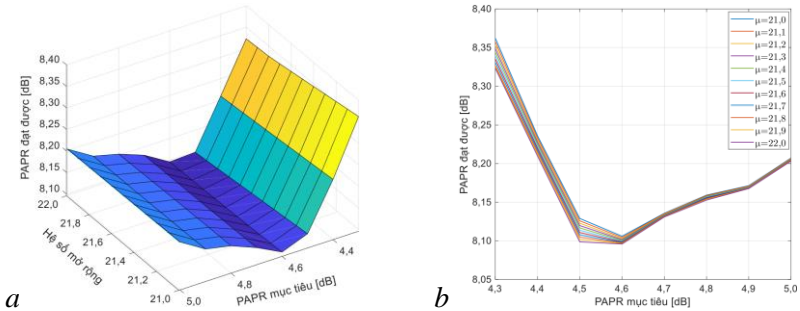 8,40
8,35
8,30
8,25
8,20
8,15
8,10
PAPR đạt được [dB]
22,0
21,8
21,6
21,4
21,2
21,0
Hệ số mở rộng
5,0
4,8
4,6
4,4
PAPR mục tiêu [dB]
a
8,40
8,35
8,30
8,25
8,20
8,15
8,10
8,05
PAPR đạt được [dB]
μ=21,0
μ=21,1
μ=21,2
μ=21,3
μ=21,4
μ=21,5
μ=21,6
μ=21,7
μ=21,8
μ=21,9
μ=22,0
4,3 4,4 4,5 4,6 4,7 4,8 4,9 5,0
PAPR mục tiêu [dB]
b